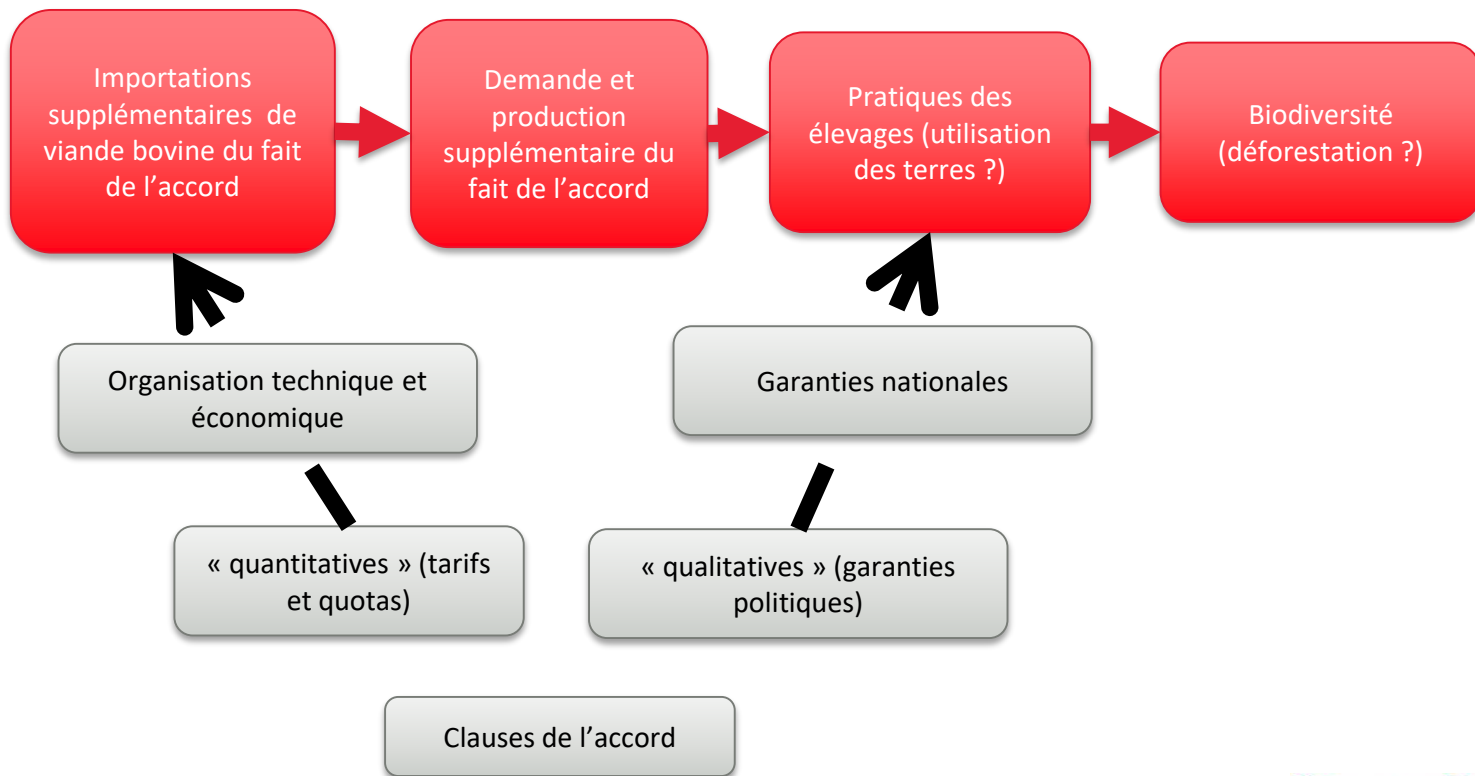 Importations
supplémentaires de
viande bovine du fait
de l’accord
Demande et
production
supplémentaire du
fait de l’accord
Pratiques des
élevages (utilisation
des terres ?)
Biodiversité
(déforestation ?)
Organisation technique et
économique
Garanties nationales
« quantitatives » (tarifs
et quotas)
« qualitatives » (garanties
politiques)
Clauses de l’accord